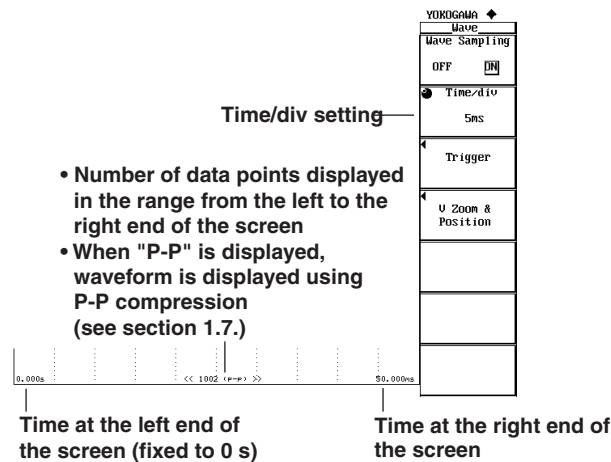 YOKOGAWA ◆
Wave
Wave Sampling
OFF ON
Time/div
5ms
Trigger
V Zoom &
Position
Time/div setting
• Number of data points displayed
in the range from the left to the
right end of the screen
• When "P-P" is displayed,
waveform is displayed using
P-P compression
(see section 1.7.)
0.000s << 1002 (P-P) >> 50.000ms
Time at the left end of
the screen (fixed to 0 s)
Time at the right end of
the screen